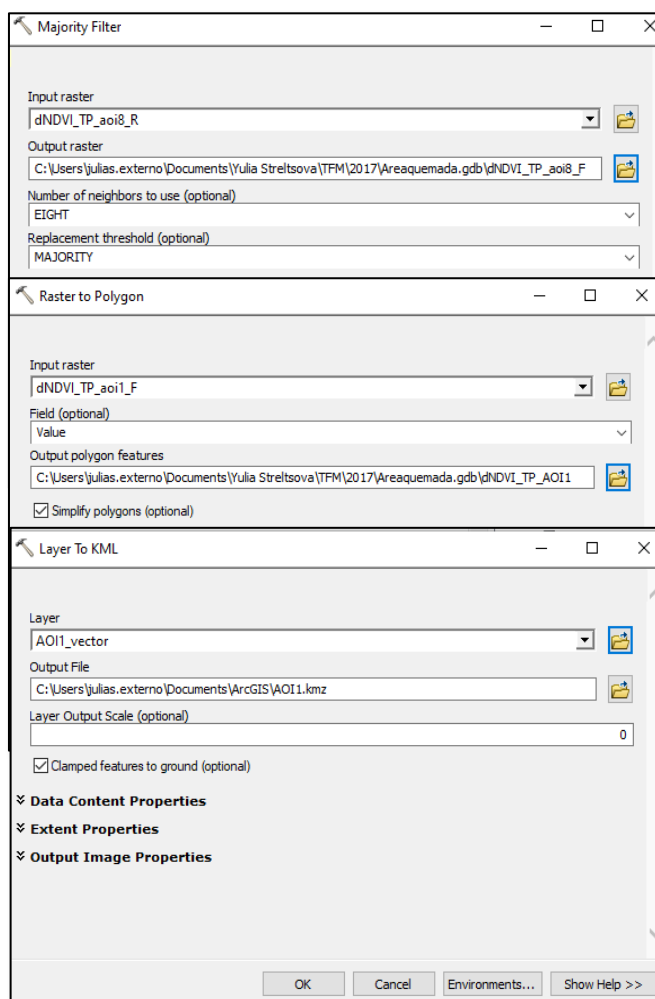 Majority Filter
Input raster
dNDVI_TP_aoi8_R
Output raster
C:\Users\julias.externo\Documents\Yulia Streltsova\TFM\2017\Areaquemada.gdb\dNDVI_TP_aoi8_F
Number of neighbors to use (optional)
EIGHT
Replacement threshold (optional)
MAJORITY
Raster to Polygon
Input raster
dNDVI_TP_aoi1_F
Field (optional)
Value
Output polygon features
C:\Users\julias.externo\Documents\Yulia Streltsova\TFM\2017\Areaquemada.gdb\dNDVI_TP_AOI1
Simplify polygons (optional)
Layer To KML
Layer
AOI1_vector
Output File
C:\Users\julias.externo\Documents\ArcGIS\AOI1.kmz
Layer Output Scale (optional)
0
Clamped features to ground (optional)
Data Content Properties
Extent Properties
Output Image Properties
OK Cancel Environments... Show Help >>